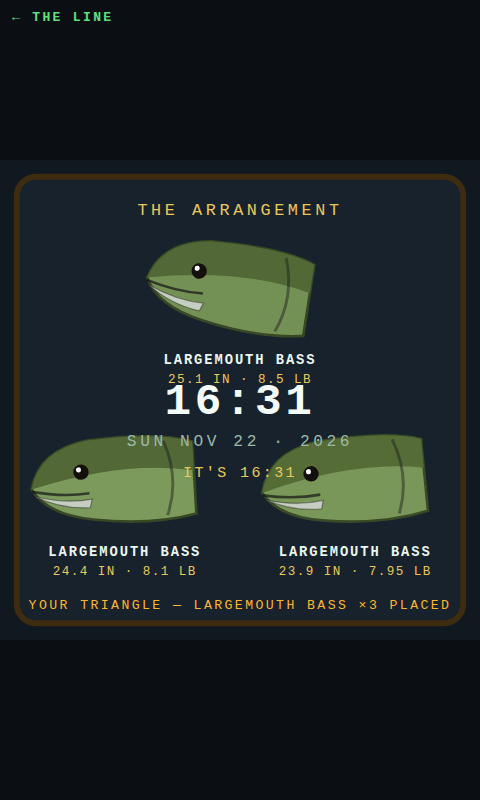 ← THE LINE
THE ARRANGEMENT
LARGEMOUTH BASS
25.1 IN · 8.5 LB
16:31
SUN NOV 22 · 2026
IT'S 16:31
LARGEMOUTH BASS
24.4 IN · 8.1 LB
LARGEMOUTH BASS
23.9 IN · 7.95 LB
YOUR TRIANGLE — LARGEMOUTH BASS ×3 PLACED